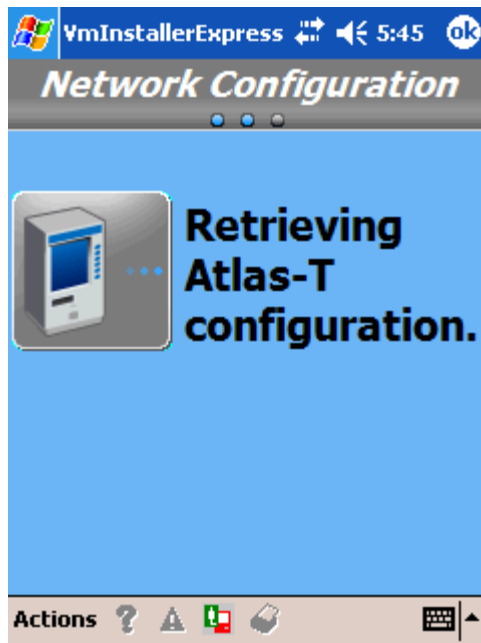 VmInstallerExpress 5:45 ok
Network Configuration
Retrieving
Atlas-T
configuration.
Actions